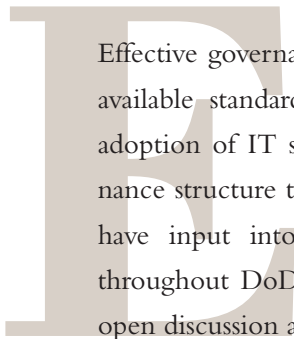 Effective governa
available standard
adoption of IT s
nance structure t
have input into
throughout DoD
open discussion a